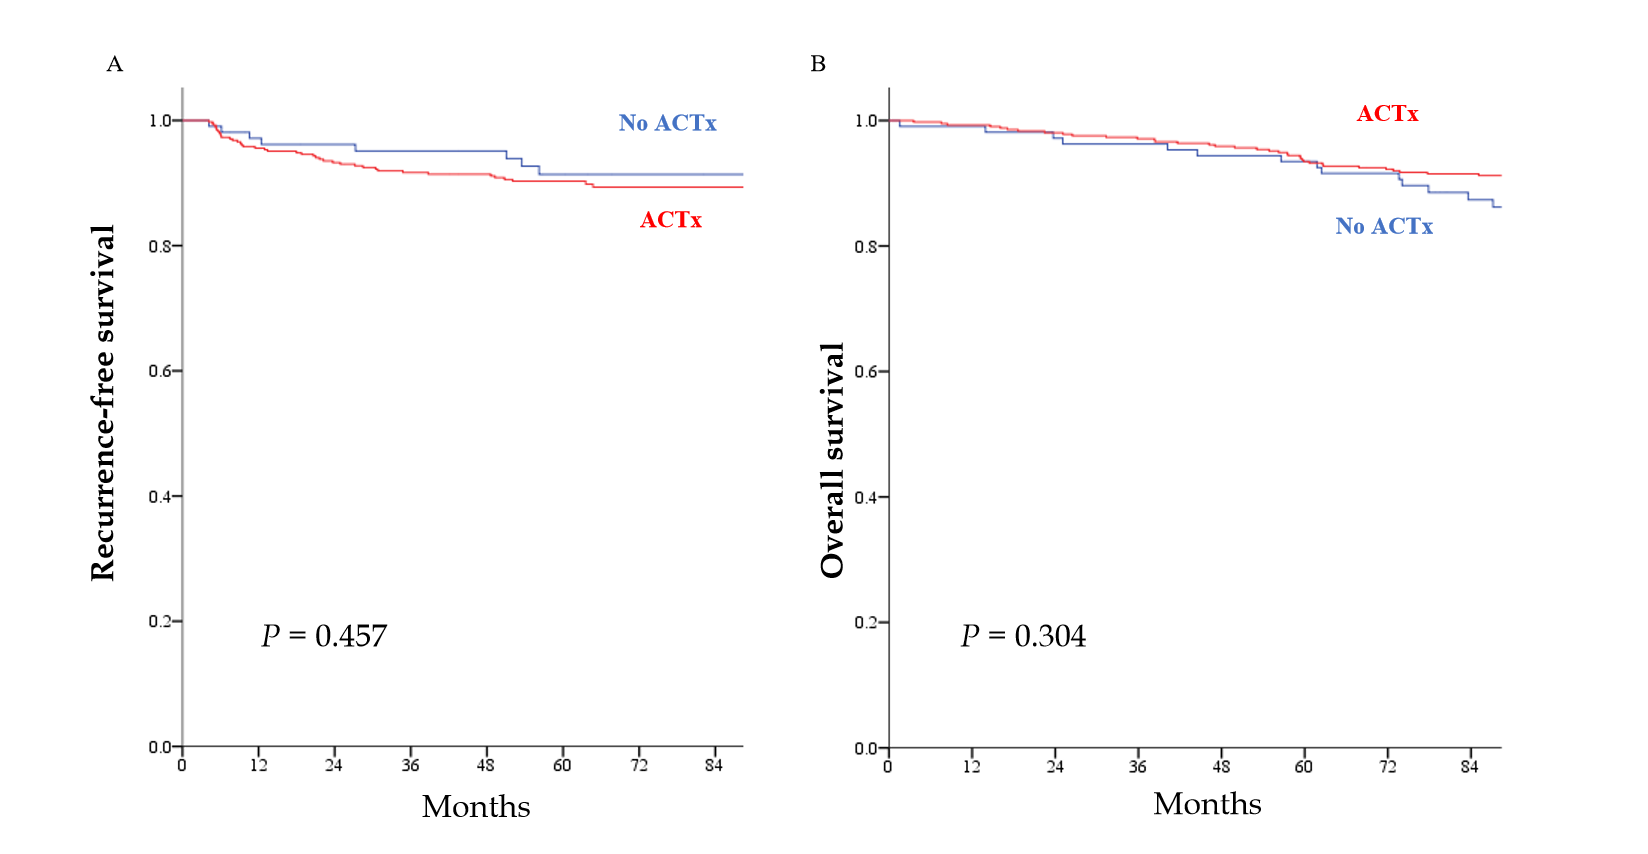 A
B
1.0
0.8
0.6
0.4
0.2
0.0
0 12 24 36 48 60 72 84
Recurrence-free survival
Months
No ACTx
ACTx
P = 0.457
1.0
0.8
0.6
0.4
0.2
0.0
0 12 24 36 48 60 72 84
Overall survival
Months
ACTx
No ACTx
P = 0.304